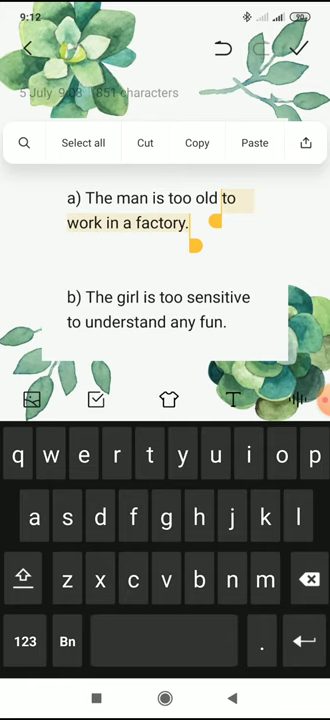 9:12
99
5 July 9:08 851 characters
Select all Cut Copy Paste
a) The man is too old to
work in a factory.
b) The girl is too sensitive
to understand any fun.
T
q w e r t y u i o p
a s d f g h j k l
z x c v b n m
123 Bn .